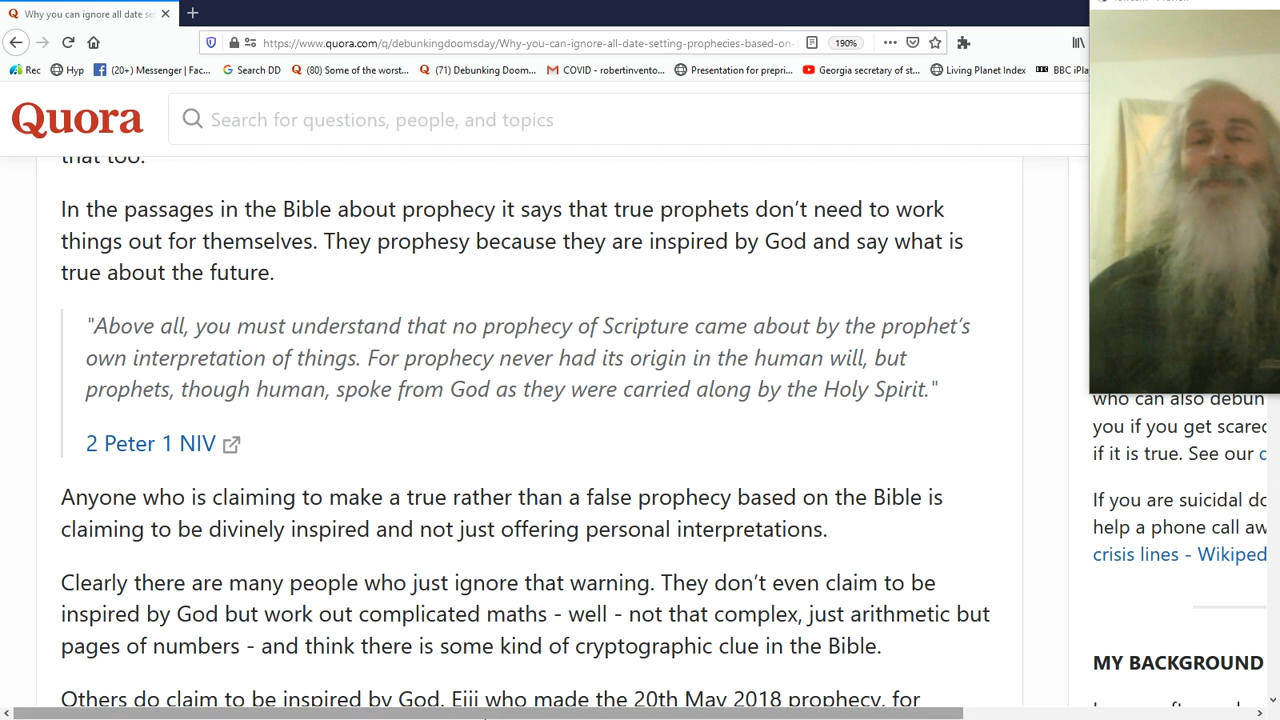 Why you can ignore all date se
https://www.quora.com/q/debunkingdoomsday/Why-you-can-ignore-all-date-setting-prophecies-based-on-
190%
Rec
Hyp
(20+) Messenger | Fac...
Search DD
(80) Some of the worst...
(71) Debunking Doom...
COVID - robertinvento...
Presentation for prepri...
Georgia secretary of st...
Living Planet Index
BBC iPla
Quora
Search for questions, people, and topics
that too.
In the passages in the Bible about prophecy it says that true prophets don’t need to work
things out for themselves. They prophesy because they are inspired by God and say what is
true about the future.
"Above all, you must understand that no prophecy of Scripture came about by the prophet’s
own interpretation of things. For prophecy never had its origin in the human will, but
prophets, though human, spoke from God as they were carried along by the Holy Spirit."
2 Peter 1 NIV
Anyone who is claiming to make a true rather than a false prophecy based on the Bible is
claiming to be divinely inspired and not just offering personal interpretations.
Clearly there are many people who just ignore that warning. They don’t even claim to be
inspired by God but work out complicated maths - well - not that complex, just arithmetic but
pages of numbers - and think there is some kind of cryptographic clue in the Bible.
Others do claim to be inspired by God. Eiji who made the 20th May 2018 prophecy, for
who can also debun
you if you get scared
if it is true. See our c
If you are suicidal do
help a phone call aw
crisis lines - Wikiped
MY BACKGROUND